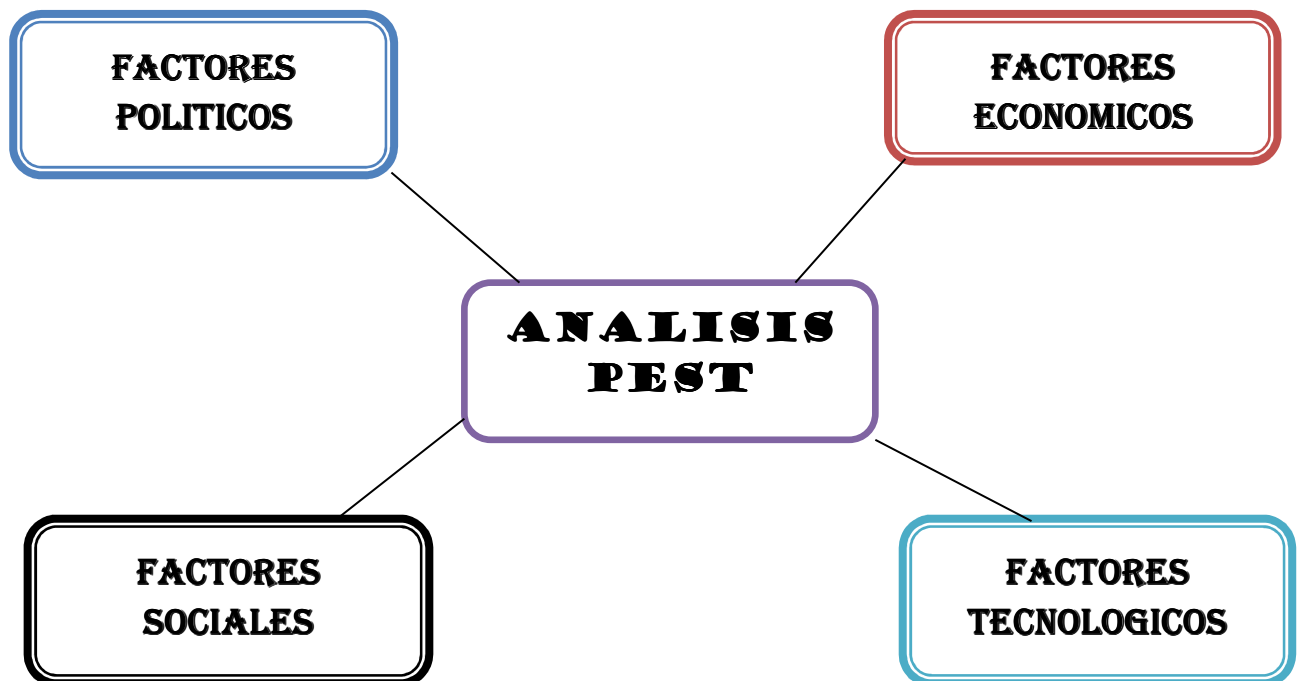 FACTORES
POLITICOS
FACTORES
ECONOMICOS
ANALISIS
PEST
FACTORES
SOCIALES
FACTORES
TECNOLOGICOS